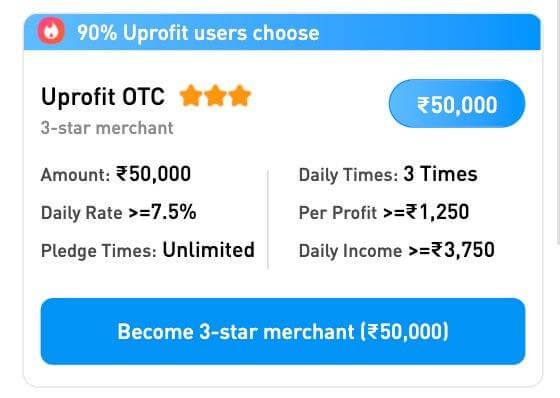 90% Uprofit users choose
Uprofit OTC
₹50,000
3-star merchant
Amount: ₹50,000
Daily Rate >=7.5%
Pledge Times: Unlimited
Daily Times: 3 Times
Per Profit >=₹1,250
Daily Income >=₹3,750
Become 3-star merchant (₹50,000)